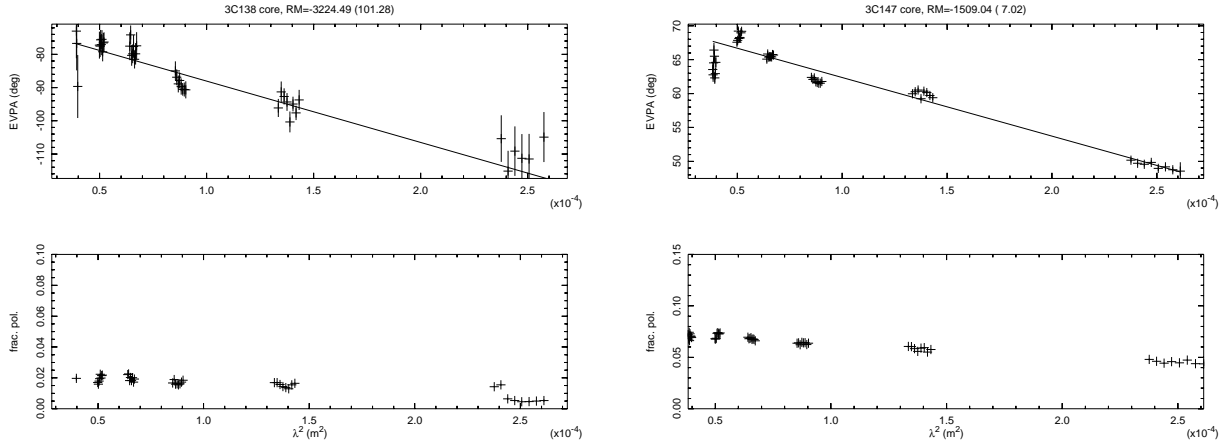 3C138 core, RM=-3224.49 (101.28)
EVPA (deg)
-80
-90
-100
-110
0.5 1.0 1.5 2.0 2.5
(x10⁻⁴)
frac. pol.
0.10
0.08
0.06
0.04
0.02
0.00
0.5 1.0 1.5 2.0 2.5
λ² (m²)
(x10⁻⁴)
3C147 core, RM=-1509.04 ( 7.02)
EVPA (deg)
70
65
60
55
50
0.5 1.0 1.5 2.0 2.5
(x10⁻⁴)
frac. pol.
0.15
0.10
0.05
0.00
0.5 1.0 1.5 2.0 2.5
λ² (m²)
(x10⁻⁴)